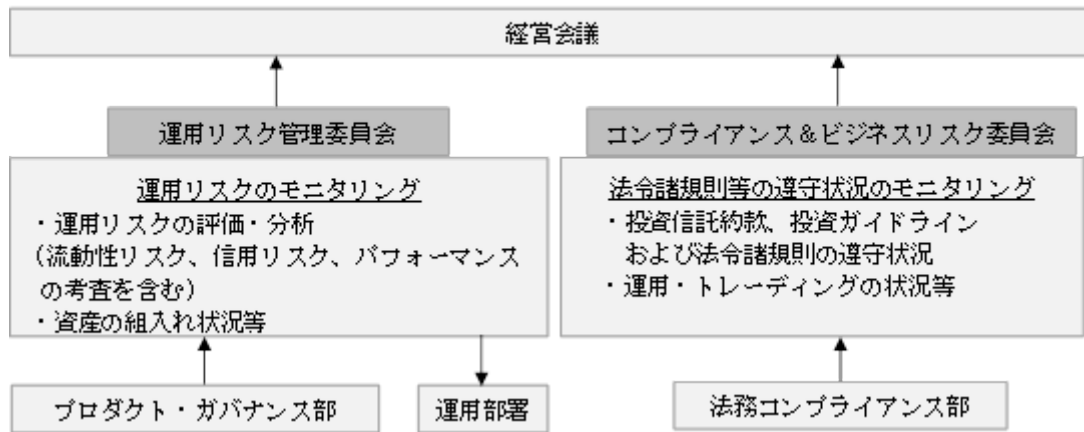 経営会議
運用リスク管理委員会
運用リスクのモニタリング
・運用リスクの評価・分析
(流動性リスク、信用リスク、パフォーマンス
の考査を含む)
・資産の組入れ状況等
プロダクト・ガバナンス部
運用部署
コンプライアンス&ビジネスリスク委員会
法令諸規則等の遵守状況のモニタリング
・投資信託約款、投資ガイドライン
および法令諸規則の遵守状況
・運用・トレーディングの状況等
法務コンプライアンス部